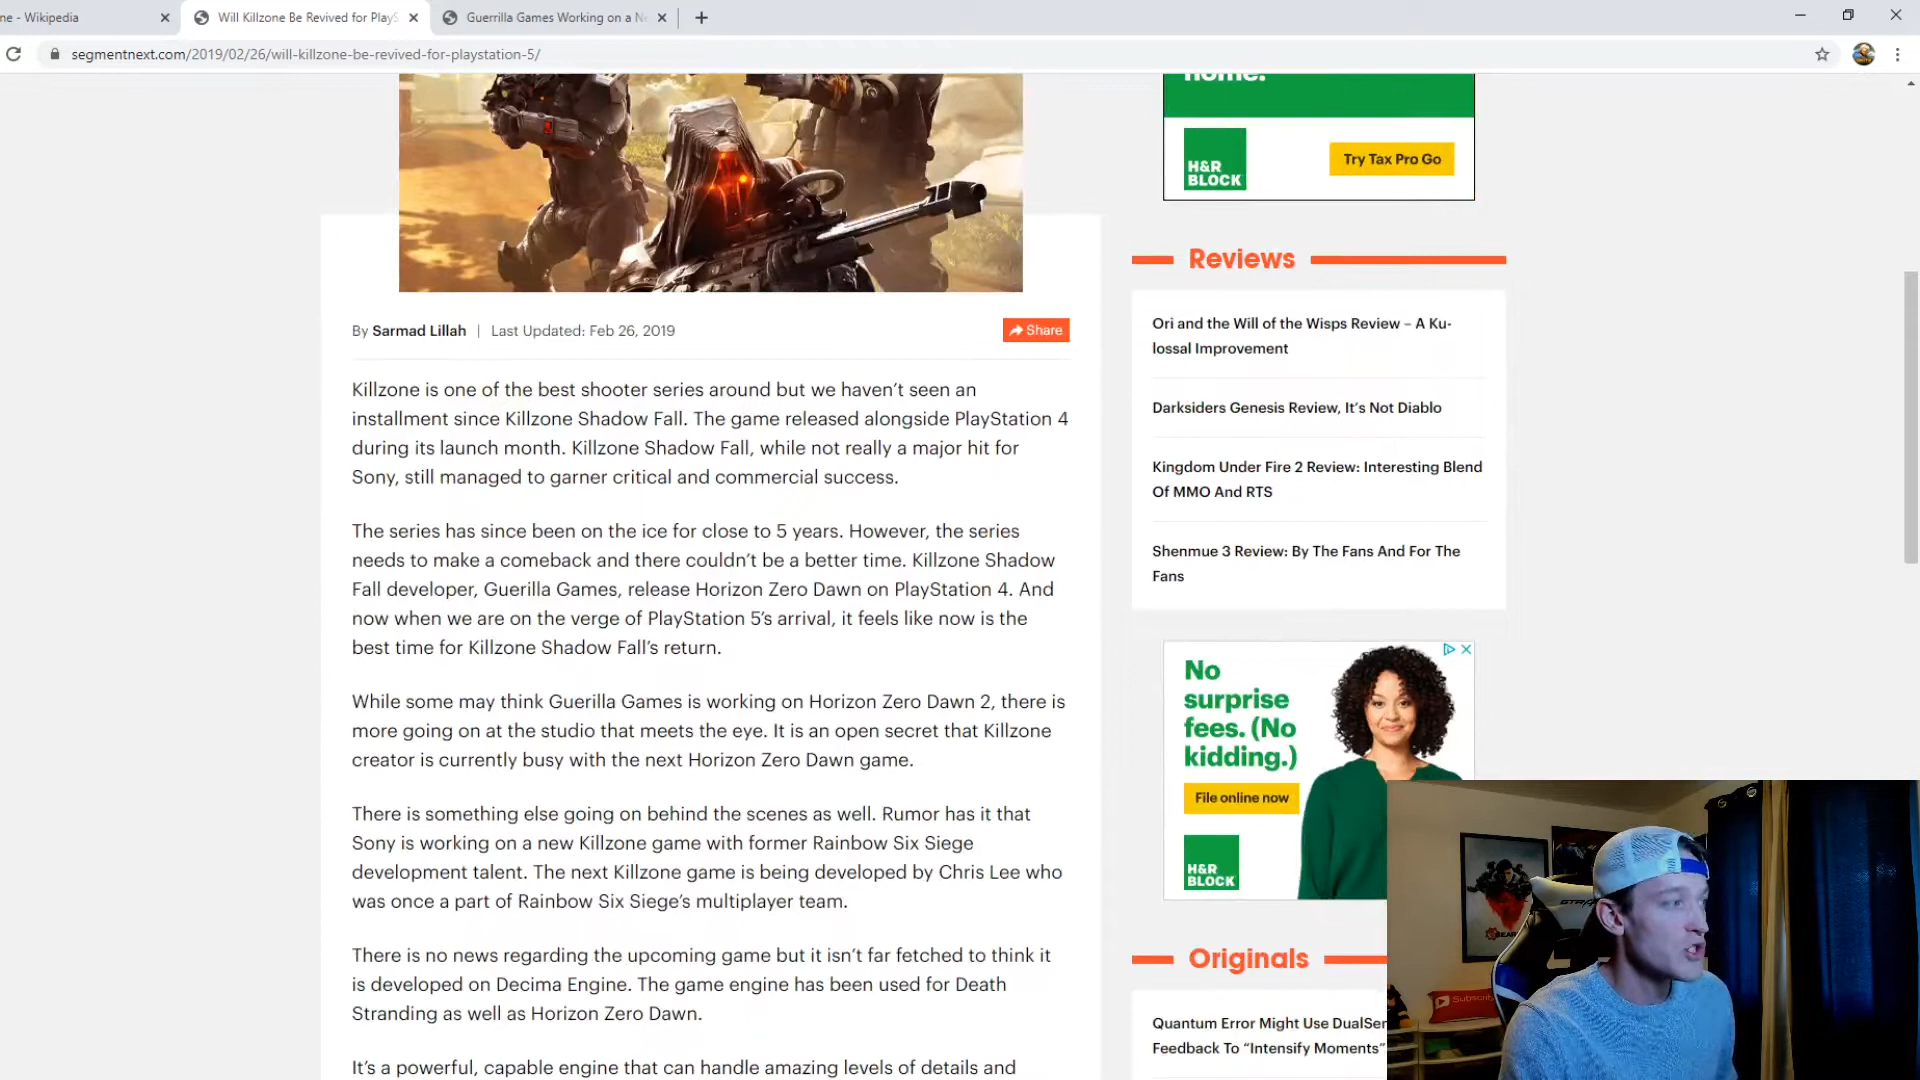 ne - Wikipedia
Will Killzone Be Revived for PlayS
Guerrilla Games Working on a Ne
segmentnext.com/2019/02/26/will-killzone-be-revived-for-playstation-5/
home.
H&R
BLOCK
Try Tax Pro Go
By Sarmad Lillah | Last Updated: Feb 26, 2019
Share
Killzone is one of the best shooter series around but we haven't seen an
installment since Killzone Shadow Fall. The game released alongside PlayStation 4
during its launch month. Killzone Shadow Fall, while not really a major hit for
Sony, still managed to garner critical and commercial success.
The series has since been on the ice for close to 5 years. However, the series
needs to make a comeback and there couldn't be a better time. Killzone Shadow
Fall developer, Guerilla Games, release Horizon Zero Dawn on PlayStation 4. And
now when we are on the verge of PlayStation 5's arrival, it feels like now is the
best time for Killzone Shadow Fall's return.
While some may think Guerilla Games is working on Horizon Zero Dawn 2, there is
more going on at the studio that meets the eye. It is an open secret that Killzone
creator is currently busy with the next Horizon Zero Dawn game.
There is something else going on behind the scenes as well. Rumor has it that
Sony is working on a new Killzone game with former Rainbow Six Siege
development talent. The next Killzone game is being developed by Chris Lee who
was once a part of Rainbow Six Siege's multiplayer team.
There is no news regarding the upcoming game but it isn't far fetched to think it
is developed on Decima Engine. The game engine has been used for Death
Stranding as well as Horizon Zero Dawn.
It's a powerful, capable engine that can handle amazing levels of details and
Reviews
Ori and the Will of the Wisps Review – A Ku-
lossal Improvement
Darksiders Genesis Review, It's Not Diablo
Kingdom Under Fire 2 Review: Interesting Blend
Of MMO And RTS
Shenmue 3 Review: By The Fans And For The
Fans
No
surprise
fees. (No
kidding.)
File online now
H&R
BLOCK
Originals
Quantum Error Might Use DualSen
Feedback To “Intensify Moments”
GEAR
Subscrib